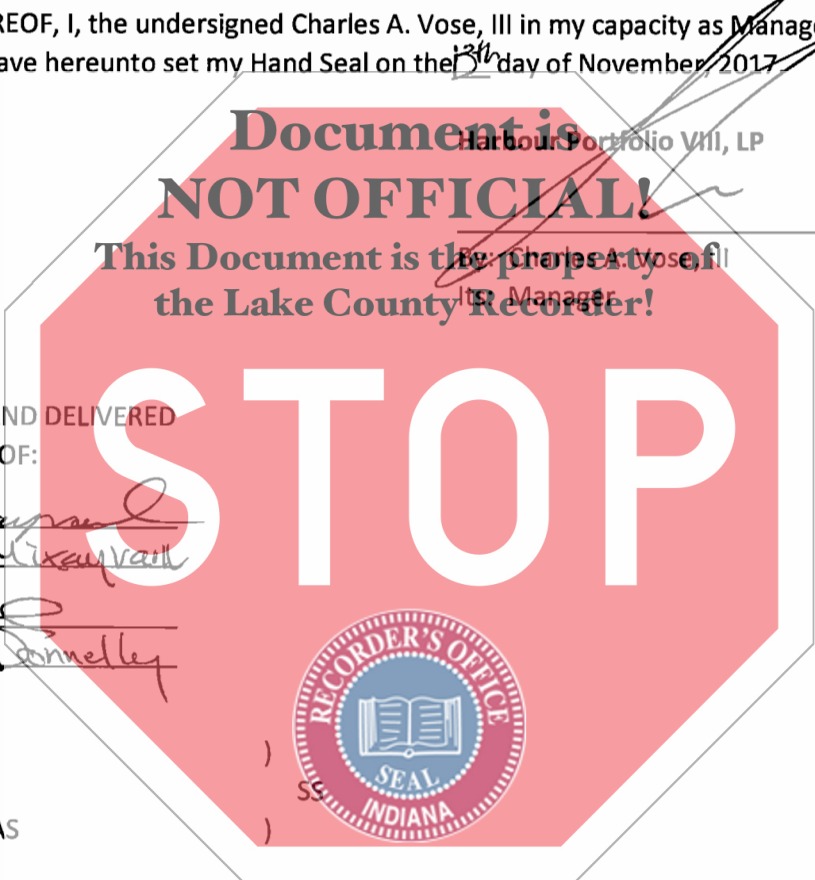 REOF, I, the undersigned Charles A. Vose, III in my capacity as Manage
ave hereunto set my Hand Seal on the 13th day of November, 2017
Document is
NOT OFFICIAL!
This Document is the property of
the Lake County Recorder!
Harbour Portfolio VIII, LP
By: Charles A. Vose, III
Its: Manager
ND DELIVERED
OF:
STOP
Mixayvanh
Donnelly
RECORDER'S OFFICE
SEAL
INDIANA
)
SS
AS )